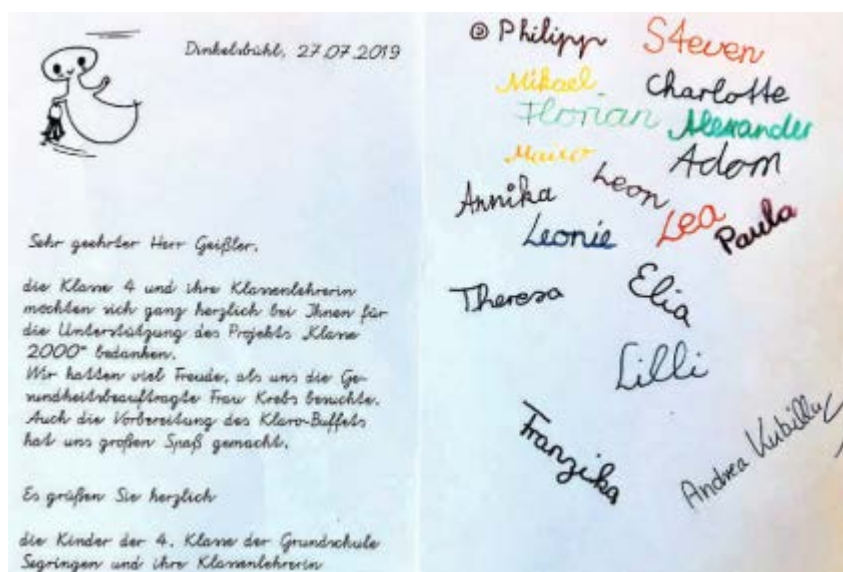 Dinkelsbühl, 27.07.2019
Sehr geehrter Herr Geißler,
die Klasse 4 und ihre Klassenlehrerin
möchten sich ganz herzlich bei Ihnen für
die Unterstützung des Projekts „Klasse
2000“ bedanken.
Wir hatten viel Freude, als uns die Ge-
sundheitsbeauftragte Frau Krebs besuchte.
Auch die Vorbereitung des Klaro-Buffets
hat uns großen Spaß gemacht.
Es grüßen Sie herzlich
die Kinder der 4. Klasse der Grundschule
Segringen und ihre Klassenlehrerin
Philipp
S4even
Mikael
Charlotte
Florian
Alexander
Adam
Leon
Annika
Lea
Paula
Leonie
Elia
Theresa
Lilli
Franzika
Andrea